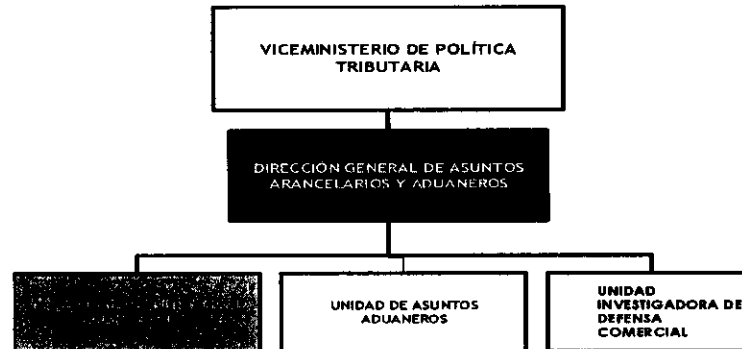 VICEMINISTERIO DE POLÍTICA
TRIBUTARIA
DIRECCIÓN GENERAL DE ASUNTOS
ARANCELARIOS Y ADUANEROS
UNIDAD DE ASUNTOS
ADUANEROS
UNIDAD
INVESTIGADORA DE
DEFENSA
COMERCIAL